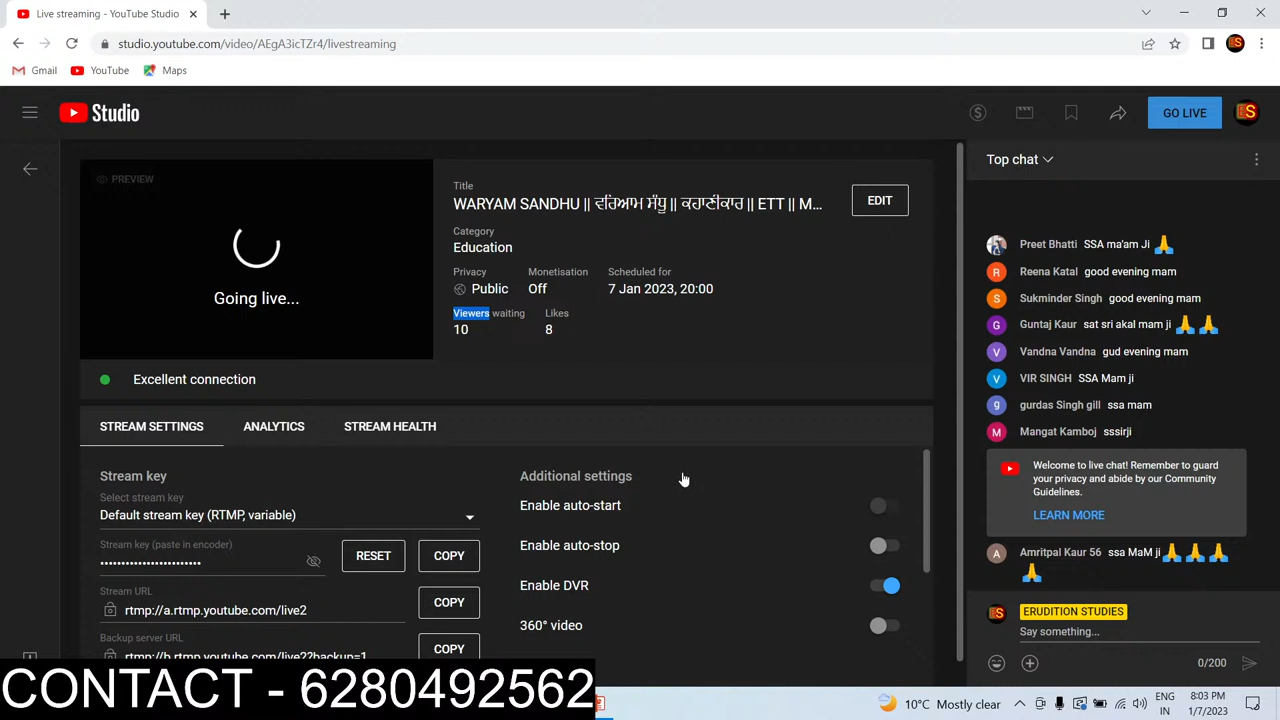 Live streaming - YouTube Studio
studio.youtube.com/video/AEgA3icTZr4/livestreaming
Gmail
YouTube
Maps
Studio
GO LIVE
PREVIEW
Going live...
Title
WARYAM SANDHU || ਵਰਿਆਮ ਸੰਧੂ || ਕਹਾਣੀਕਾਰ || ETT || M...
EDIT
Category
Education
Privacy
Public
Monetisation
Off
Scheduled for
7 Jan 2023, 20:00
Viewers waiting
10
Likes
8
Excellent connection
STREAM SETTINGS
ANALYTICS
STREAM HEALTH
Stream key
Select stream key
Default stream key (RTMP, variable)
Stream key (paste in encoder)
••••••••••••••••••••••••
RESET
COPY
Stream URL
rtmp://a.rtmp.youtube.com/live2
COPY
Backup server URL
rtmp://b.rtmp.youtube.com/live2?backup=1
COPY
Additional settings
Enable auto-start
Enable auto-stop
Enable DVR
360° video
Top chat
Preet Bhatti SSA ma'am Ji 🙏
Reena Katal good evening mam
Sukminder Singh good evening mam
Guntaj Kaur sat sri akal mam ji 🙏 🙏
Vandna Vandna gud evening mam
VIR SINGH SSA Mam ji
gurdas Singh gill ssa mam
Mangat Kamboj sssirji
Welcome to live chat! Remember to guard
your privacy and abide by our Community
Guidelines.
LEARN MORE
Amritpal Kaur 56 ssa MaM ji 🙏 🙏 🙏
🙏
ERUDITION STUDIES
Say something...
0/200
CONTACT - 6280492562
10°C Mostly clear
ENG
IN
8:03 PM
1/7/2023